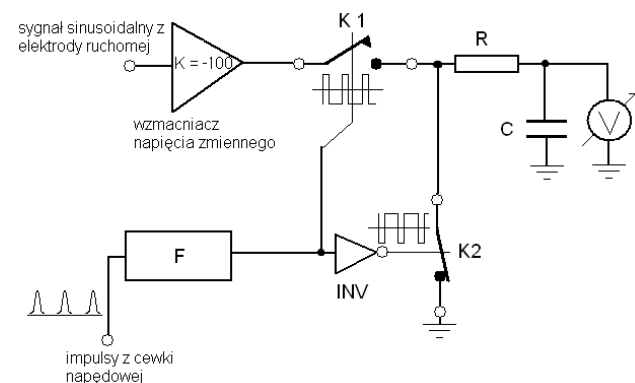 sygnał sinusoidalny z
elektrody ruchomej
K 1
K = -100
R
wzmacniacz
napięcia zmiennego
C
V
F
INV
K2
impulsy z cewki
napędowej